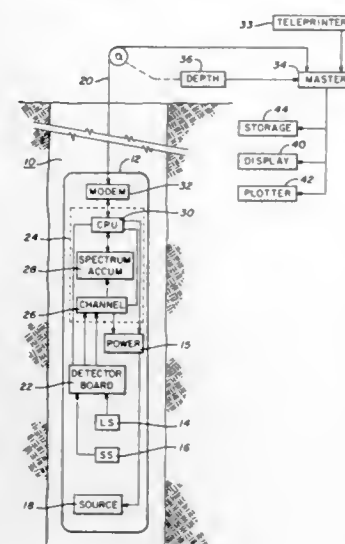 33
TELEPRINTER
36
34
20
DEPTH
MASTER
44
STORAGE
40
DISPLAY
42
PLOTTER
10
12
MODEM
32
30
24
CPU
28
SPECTRUM
ACCUM
CHANNEL
26
POWER
15
22
DETECTOR
BOARD
LS
14
SS
16
SOURCE
18